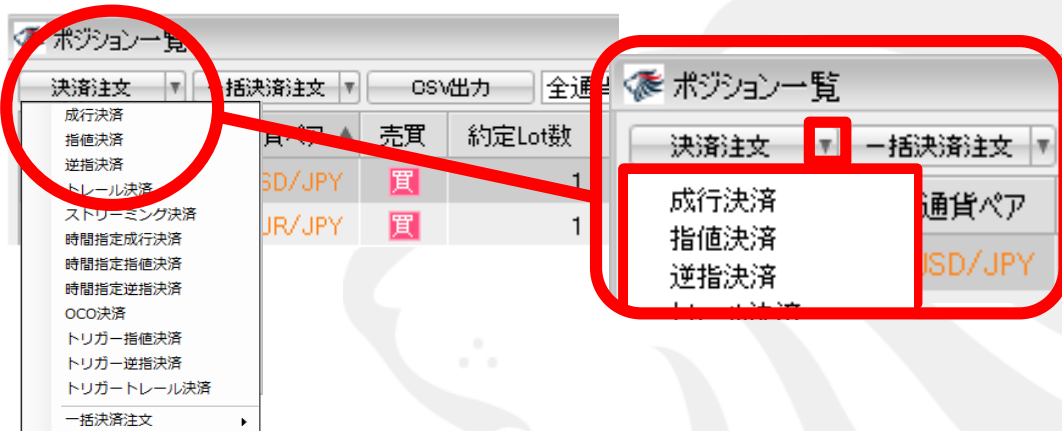 ポジション一覧
決済注文 一括決済注文 CSV出力
成行決済
指値決済
逆指決済
トレール決済
ストリーミング決済
時間指定成行決済
時間指定指値決済
時間指定逆指決済
OCO決済
トリガー指値決済
トリガー逆指決済
トリガートレール決済
一括決済注文
売買 約定Lot数
買 1
買 1
ポジション一覧
決済注文 一括決済注文
成行決済
指値決済
逆指決済
通貨ペア
USD/JPY